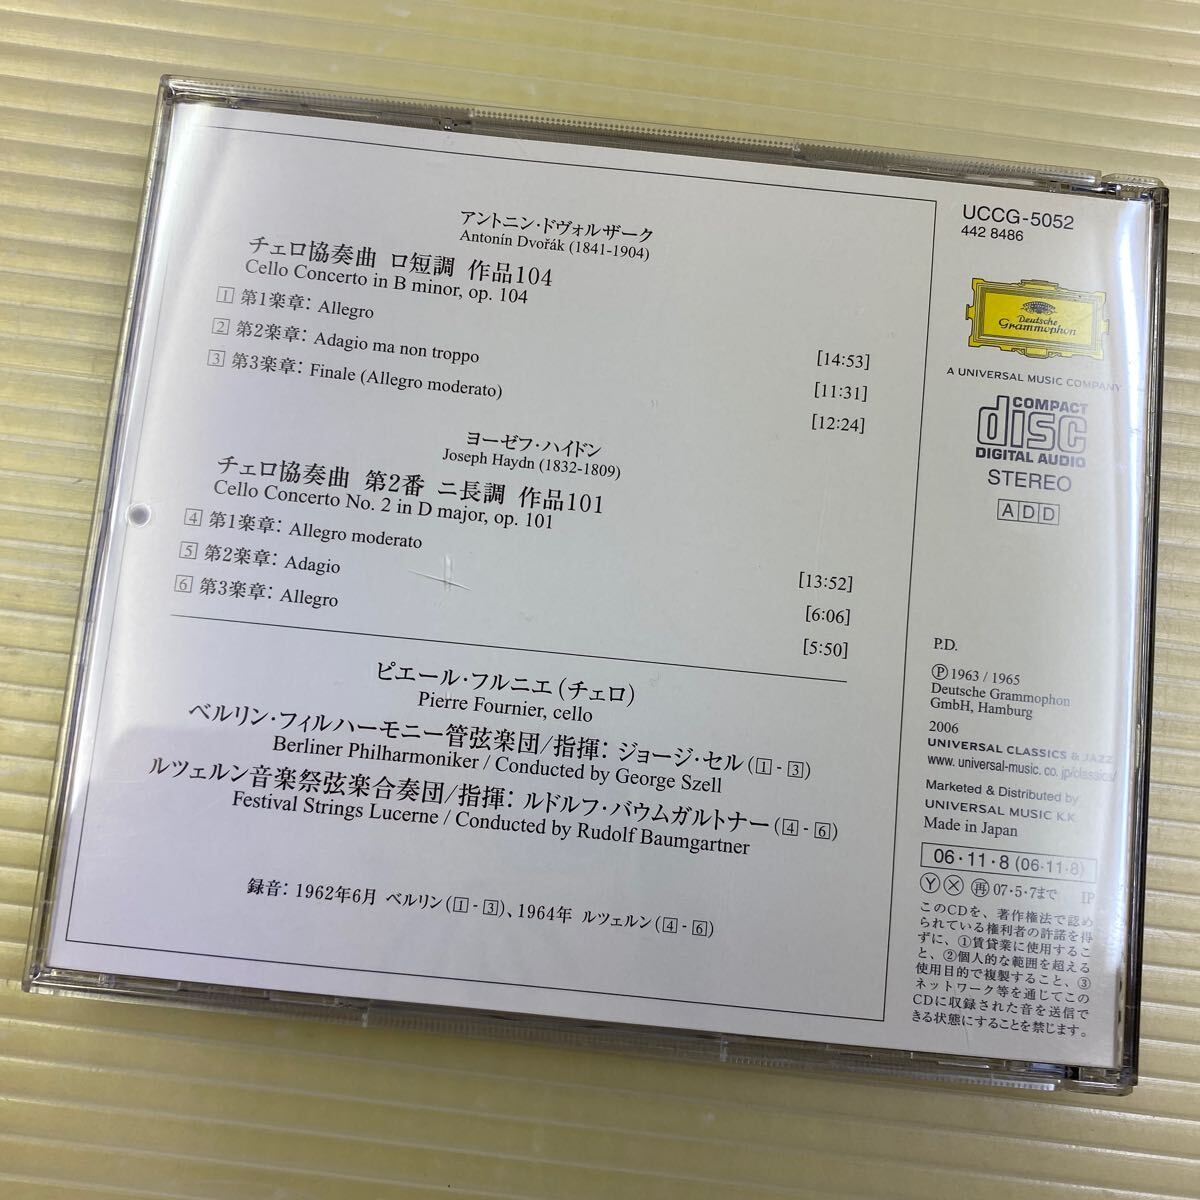 アントニン・ドヴォルザーク
Antonín Dvořák (1841-1904)
チェロ協奏曲 ロ短調 作品104
Cello Concerto in B minor, op. 104
1 第1楽章: Allegro [14:53]
2 第2楽章: Adagio ma non troppo [11:31]
3 第3楽章: Finale (Allegro moderato) [12:24]
ヨーゼフ・ハイドン
Joseph Haydn (1832-1809)
チェロ協奏曲 第2番 ニ長調 作品101
Cello Concerto No. 2 in D major, op. 101
4 第1楽章: Allegro moderato [13:52]
5 第2楽章: Adagio [6:06]
6 第3楽章: Allegro [5:50]
ピエール・フルニエ(チェロ)
Pierre Fournier, cello
ベルリン・フィルハーモニー管弦楽団/指揮: ジョージ・セル(1 - 3)
Berliner Philharmoniker / Conducted by George Szell
ルツェルン音楽祭弦楽合奏団/指揮: ルドルフ・バウムガルトナー(4 - 6)
Festival Strings Lucerne / Conducted by Rudolf Baumgartner
録音: 1962年6月 ベルリン(1 - 3)、1964年 ルツェルン(4 - 6)
UCCG-5052
442 8486
Deutsche
Grammophon
A UNIVERSAL MUSIC COMPANY
COMPACT
disc
DIGITAL AUDIO
STEREO
ADD
P.D.
Ⓟ 1963 / 1965
Deutsche Grammophon
GmbH, Hamburg
2006
UNIVERSAL CLASSICS & JAZZ
www. universal-music. co. jp/classics/
Marketed & Distributed by
UNIVERSAL MUSIC K.K
Made in Japan
06・11・8 (06・11・8)
Ⓨ Ⓧ 再 07・5・7まで IP
このCDを、著作権法で認め
られている権利者の許諾を得
ずに、①賃貸業に使用するこ
と、②個人的な範囲を超える
使用目的で複製すること、③
ネットワーク等を通じてこの
CDに収録された音を送信で
きる状態にすることを禁じます。